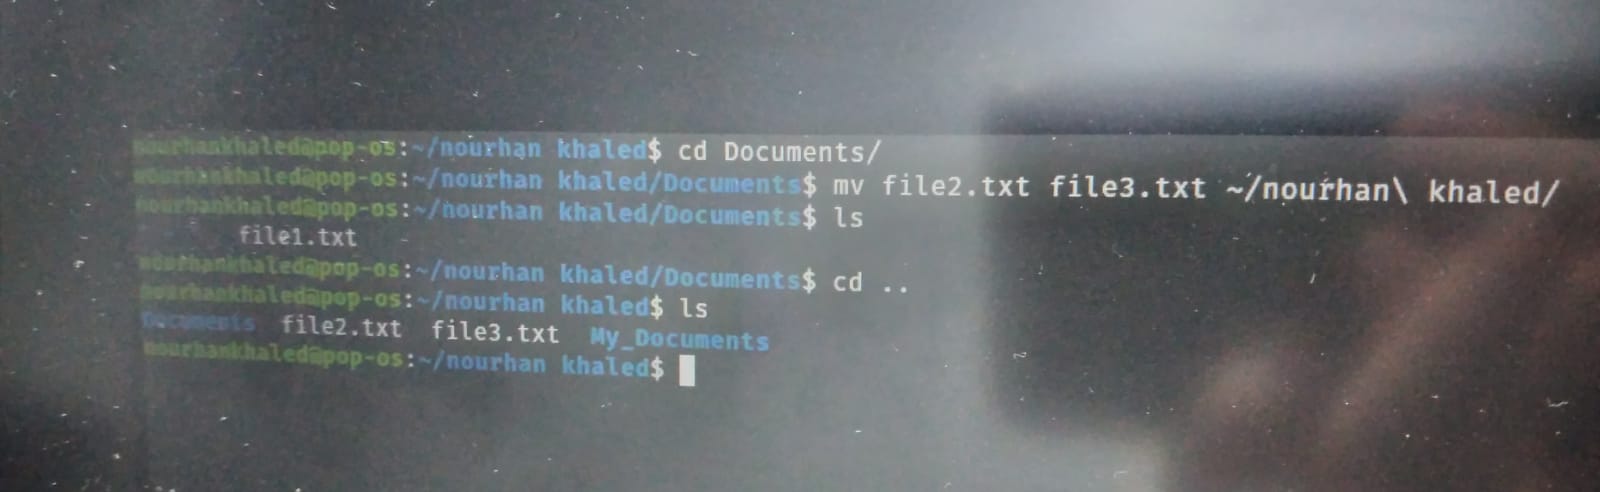 nourhankhaled@pop-os:~/nourhan khaled$ cd Documents/
nourhankhaled@pop-os:~/nourhan khaled/Documents$ mv file2.txt file3.txt ~/nourhan\ khaled/
nourhankhaled@pop-os:~/nourhan khaled/Documents$ ls
file1.txt
nourhankhaled@pop-os:~/nourhan khaled/Documents$ cd ..
nourhankhaled@pop-os:~/nourhan khaled$ ls
Documents file2.txt file3.txt My_Documents
nourhankhaled@pop-os:~/nourhan khaled$